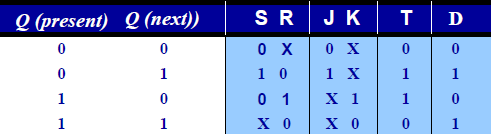 Q (present) Q (next)) S R J K T D
0 0 0 X 0 X 0 0
0 1 1 0 1 X 1 1
1 0 0 1 X 1 1 0
1 1 X 0 X 0 0 1